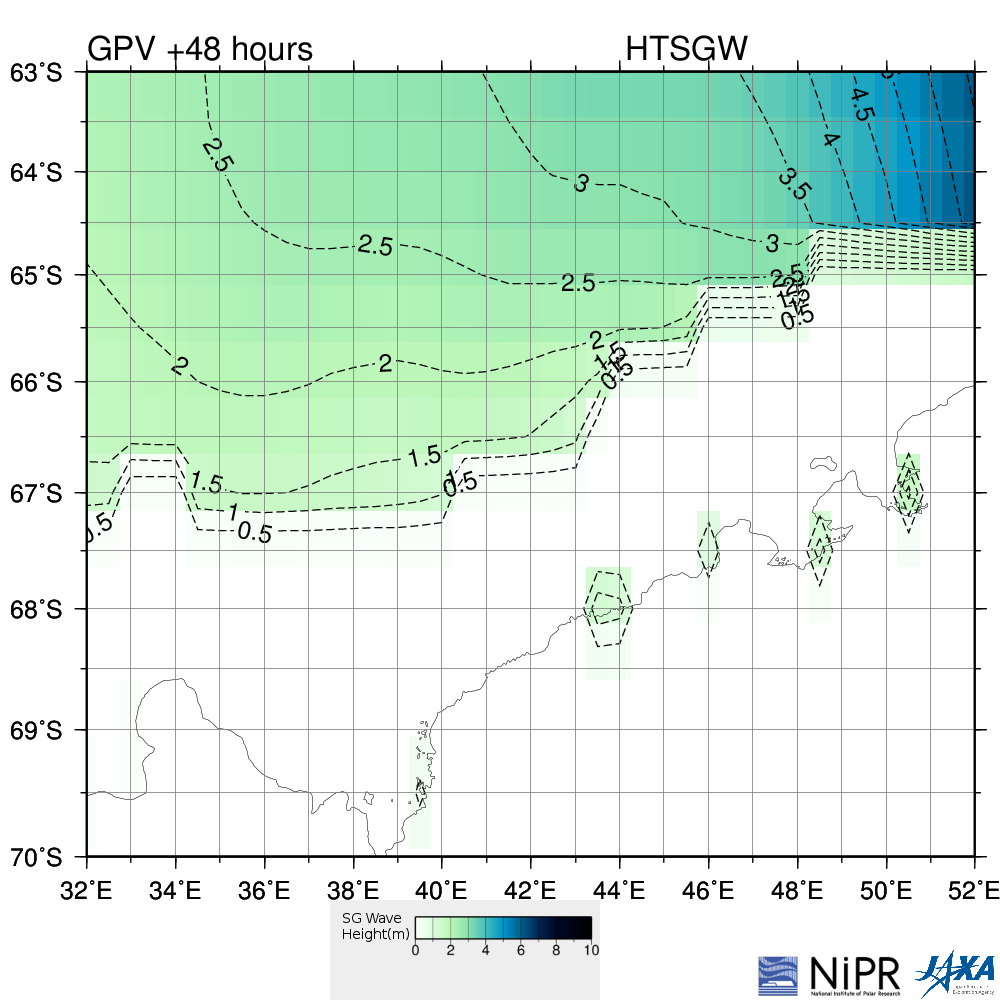 GPV +48 hours HTSGW
63°S
64°S
65°S
66°S
67°S
68°S
69°S
70°S
5
4.5
4
2.5
3
3.5
2.5
3
2.5
2.5
2
2
2
1.5
0.5
1.5
0.5
1.5
1.5
1
0.5
1
0.5
0.5
32°E 34°E 36°E 38°E 40°E 42°E 44°E 46°E 48°E 50°E 52°E
SG Wave
Height(m)
0 2 4 6 8 10
NiPR
National Institute of Polar Research
JAXA
Japan Aerospace
Exploration Agency